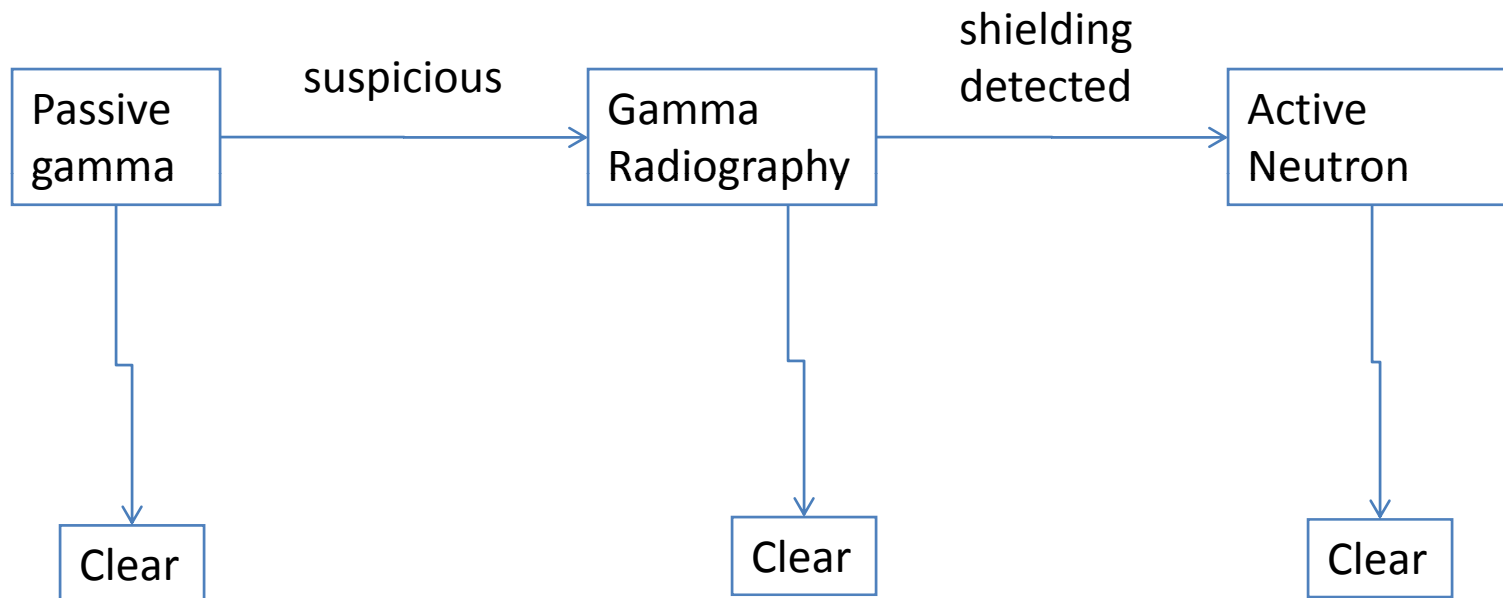 Passive
gamma
suspicious
Gamma
Radiography
shielding
detected
Active
Neutron
Clear
Clear
Clear